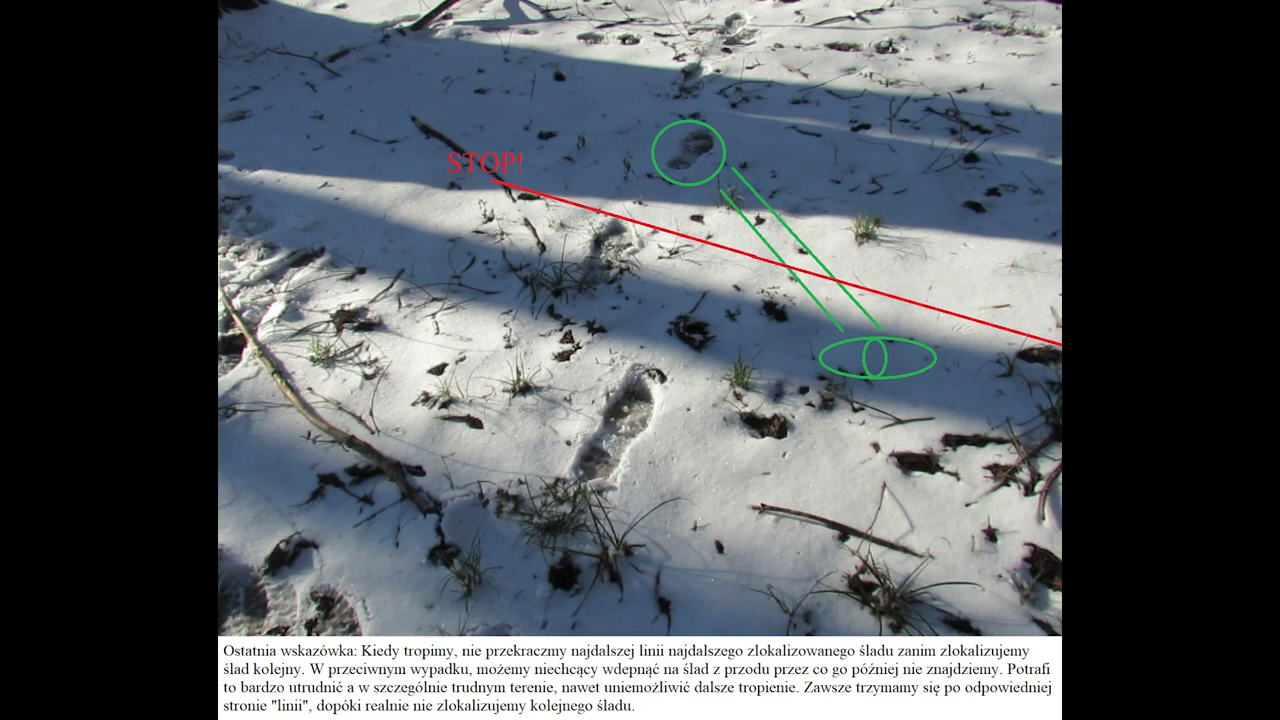 STOP!
Ostatnia wskazówka: Kiedy tropimy, nie przekraczmy najdalszej linii najdalszego zlokalizowanego śladu zanim zlokalizujemy
ślad kolejny. W przeciwnym wypadku, możemy niechcący wdepnąć na ślad z przodu przez co go później nie znajdziemy. Potrafi
to bardzo utrudnić a w szczególnie trudnym terenie, nawet uniemożliwić dalsze tropienie. Zawsze trzymamy się po odpowiedniej
stronie "linii", dopóki realnie nie zlokalizujemy kolejnego śladu.